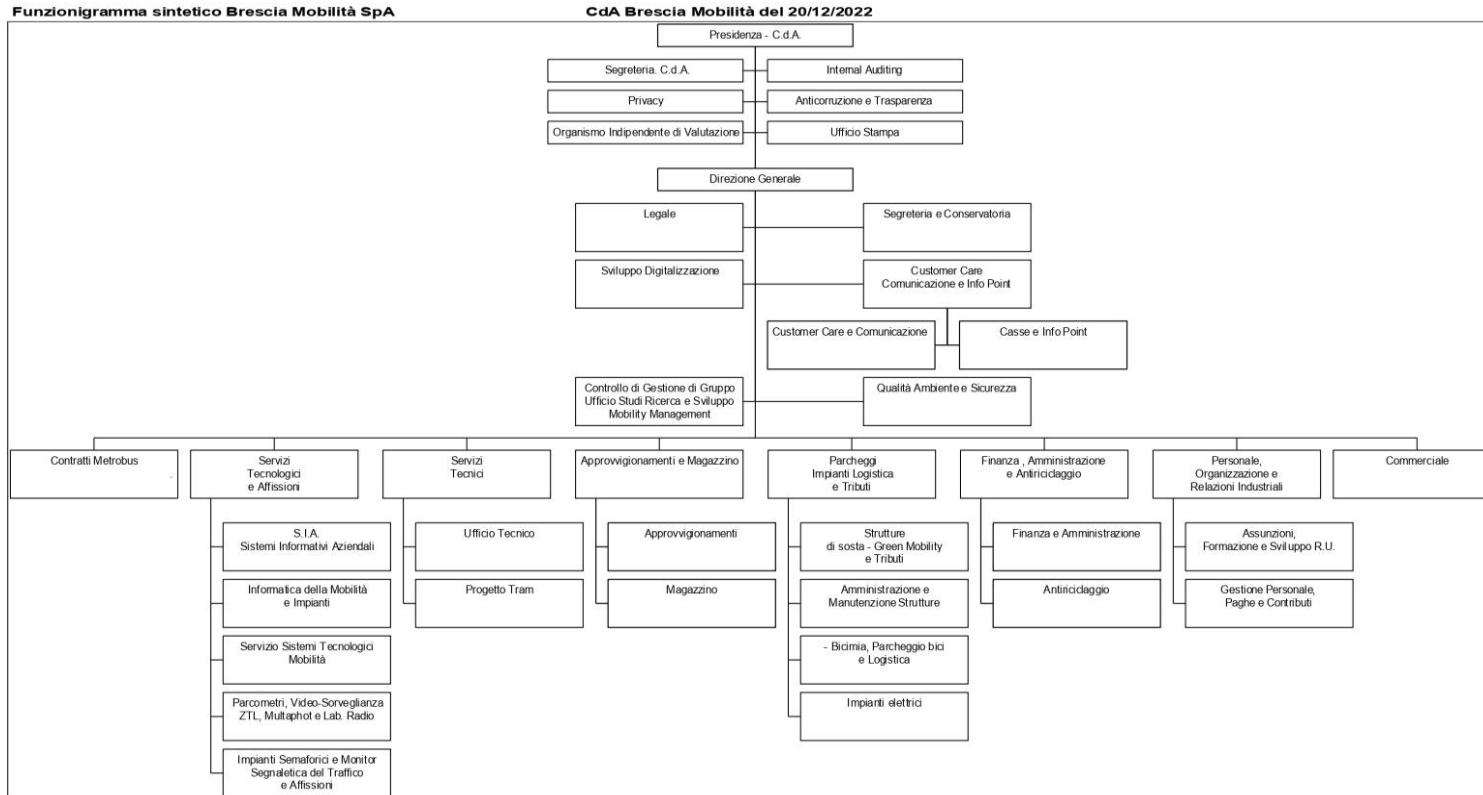 Funzionigramma sintetico Brescia Mobilità SpA
CdA Brescia Mobilità del 20/12/2022
Presidenza - C.d.A.
Segreteria. C.d.A.
Internal Auditing
Privacy
Anticorruzione e Trasparenza
Organismo Indipendente di Valutazione
Ufficio Stampa
Direzione Generale
Legale
Segreteria e Conservatoria
Sviluppo Digitalizzazione
Customer Care
Comunicazione e Info Point
Customer Care e Comunicazione
Casse e Info Point
Controllo di Gestione di Gruppo
Ufficio Studi Ricerca e Sviluppo
Mobility Management
Qualità Ambiente e Sicurezza
Contratti Metrobus
.
Servizi
Tecnologici
e Affissioni
Servizi
Tecnici
Approvvigionamenti e Magazzino
Parcheggi
Impianti Logistica
e Tributi
Finanza , Amministrazione
e Antiriclaggio
Personale,
Organizzazione e
Relazioni Industriali
Commerciale
S.I.A.
Sistemi Informativi Aziendali
Informatica della Mobilità
e Impianti
Servizio Sistemi Tecnologici
Mobilità
Parcometri, Video-Sorveglianza
ZTL, Multaphot e Lab. Radio
Impianti Semaforici e Monitor
Segnaletica del Traffico
e Affissioni
Ufficio Tecnico
Progetto Tram
Approvvigionamenti
Magazzino
Strutture
di sosta - Green Mobility
e Tributi
Amministrazione e
Manutenzione Strutture
- Bicimia, Parcheggio bici
e Logistica
Impianti elettrici
Finanza e Amministrazione
Antiriciclaggio
Assunzioni,
Formazione e Sviluppo R.U.
Gestione Personale,
Paghe e Contributi